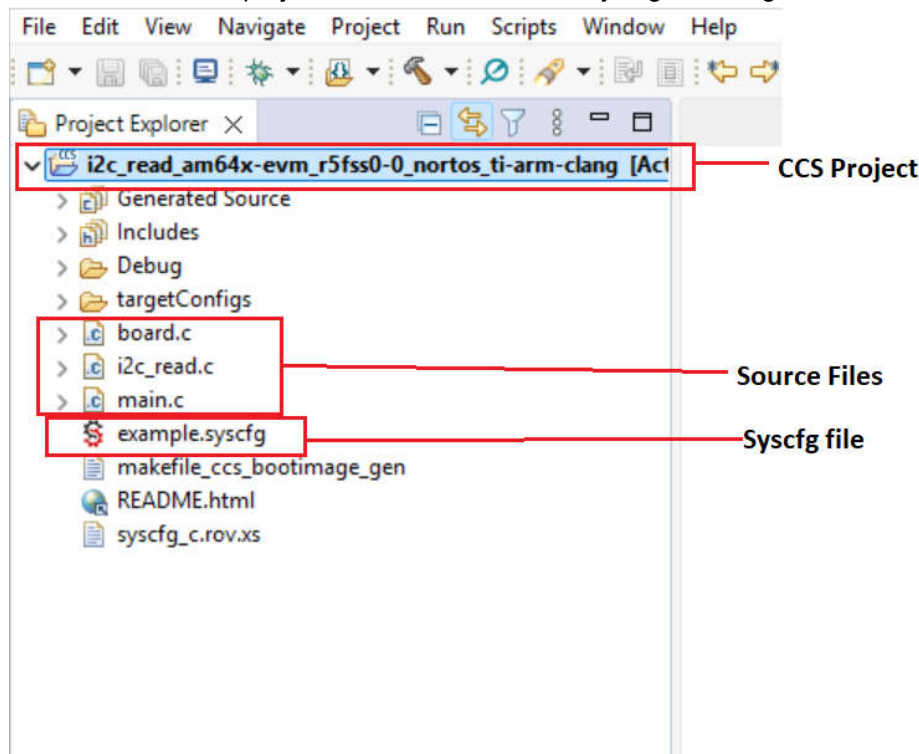 File Edit View Navigate Project Run Scripts Window Help
Project Explorer
i2c_read_am64x-evm_r5fss0-0_nortos_ti-arm-clang [Act
CCS Project
Generated Source
Includes
Debug
targetConfigs
board.c
i2c_read.c
Source Files
main.c
example.syscfg
Syscfg file
makefile_ccs_bootimage_gen
README.html
syscfg_c.rov.xs